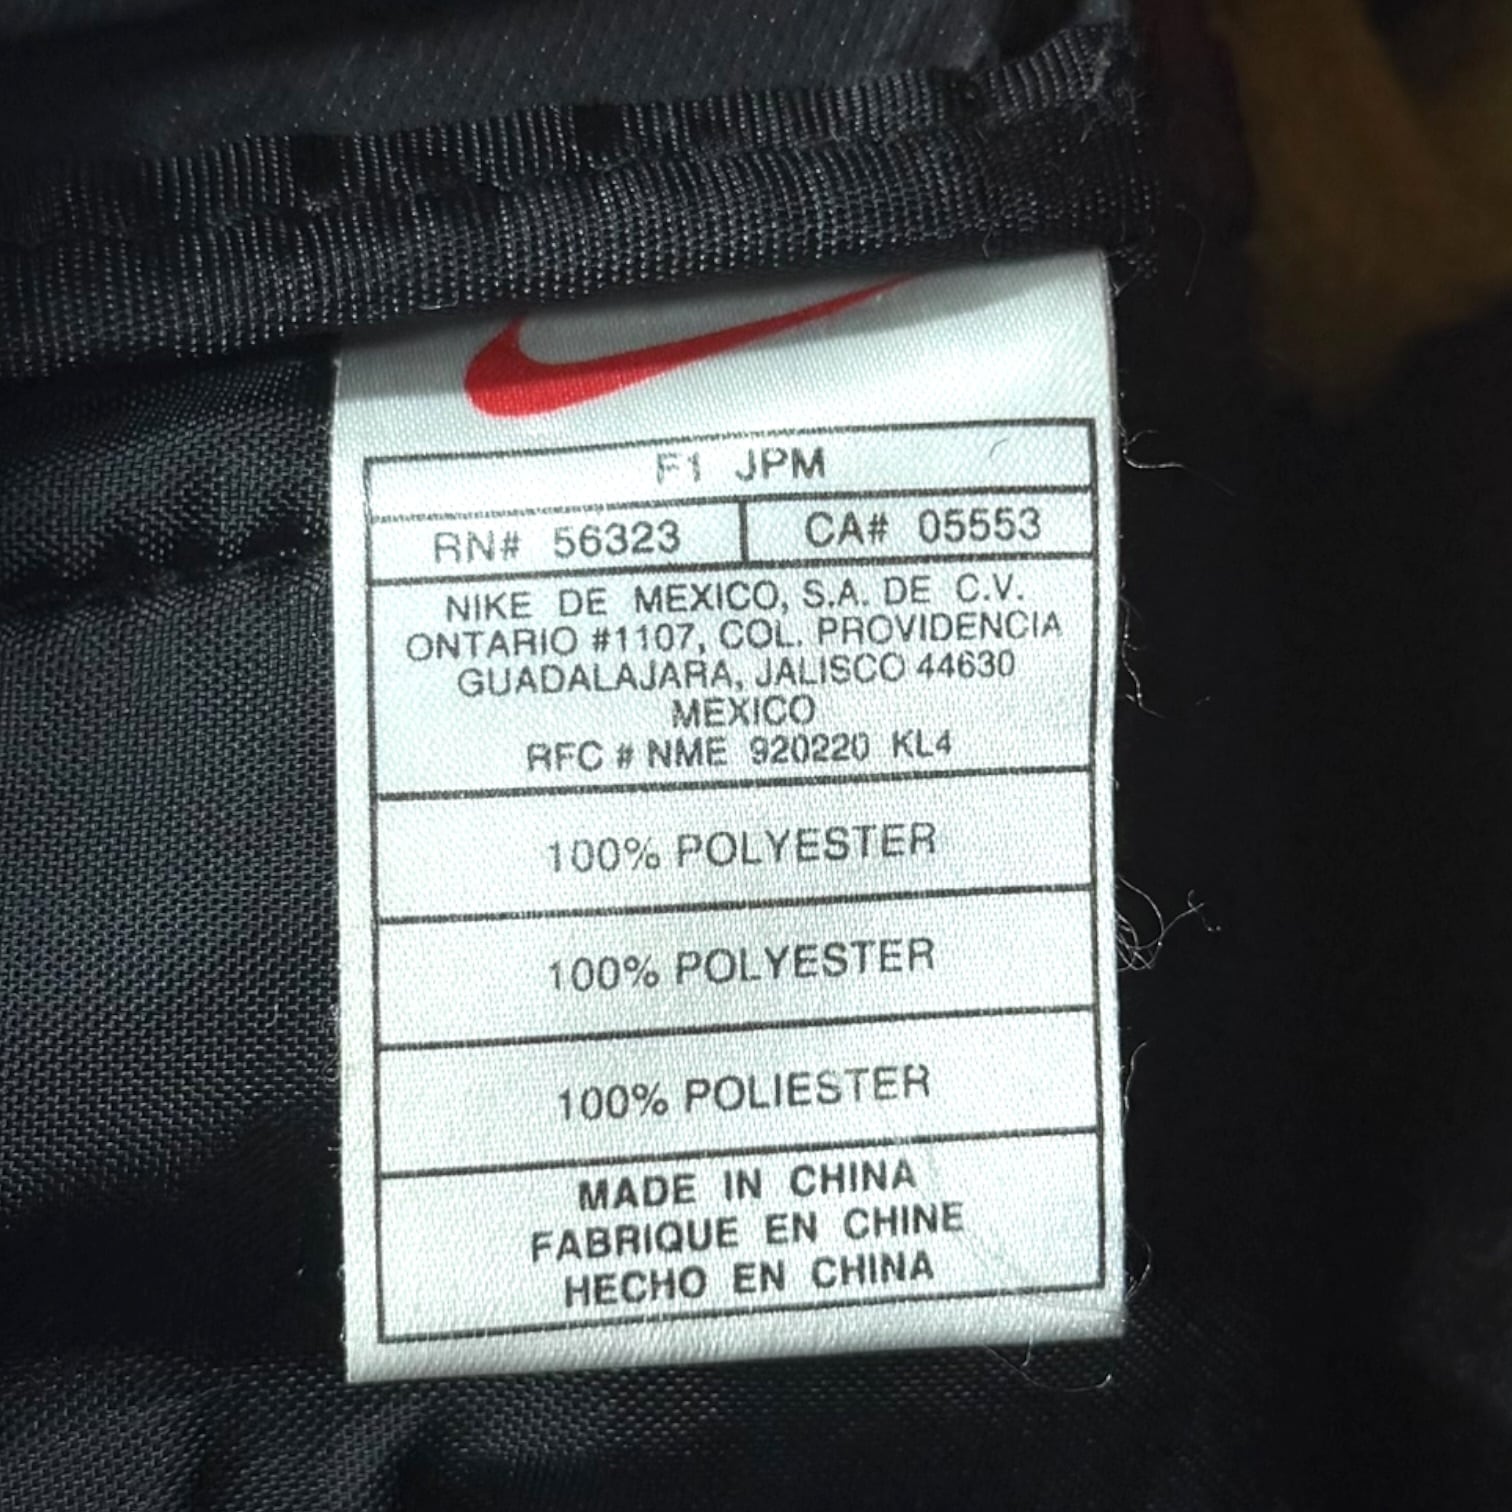 F1 JPM
RN# 56323 CA# 05553
NIKE DE MEXICO, S.A. DE C.V.
ONTARIO #1107, COL. PROVIDENCIA
GUADALAJARA, JALISCO 44630
MEXICO
RFC # NME 920220 KL4
100% POLYESTER
100% POLYESTER
100% POLIESTER
MADE IN CHINA
FABRIQUE EN CHINE
HECHO EN CHINA